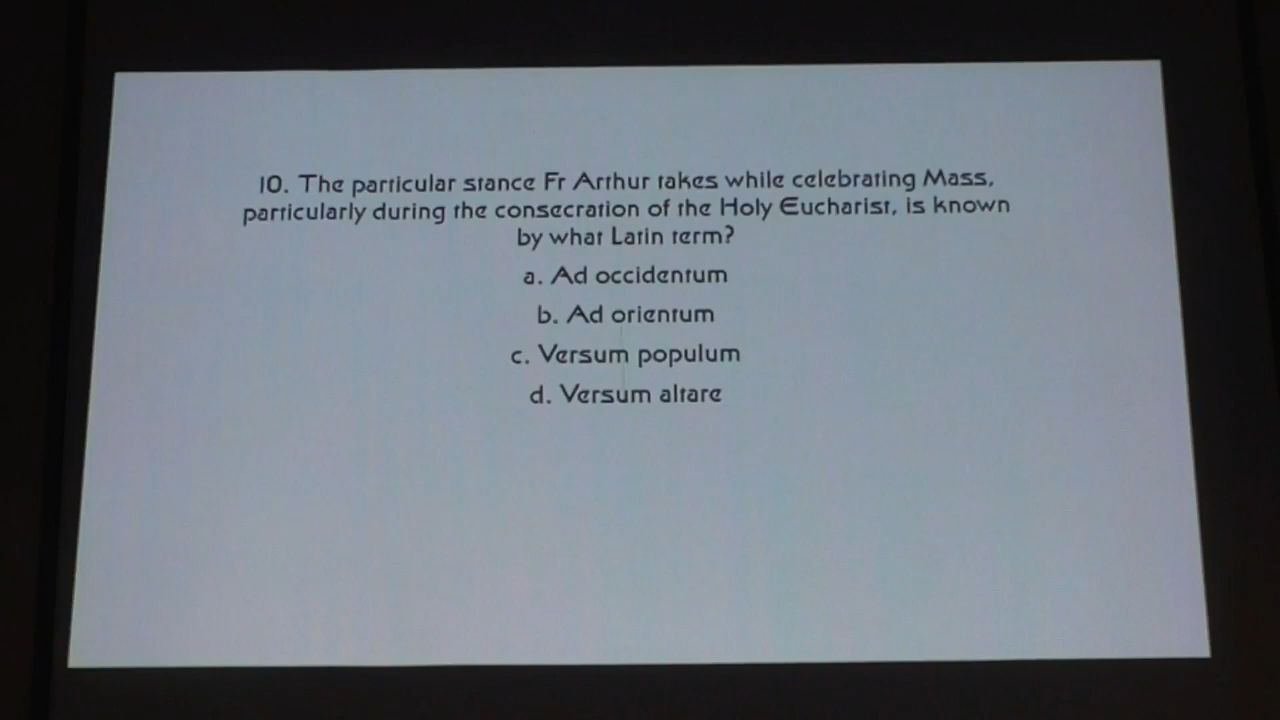 10. The particular stance Fr Arthur takes while celebrating Mass,
particularly during the consecration of the Holy Eucharist, is known
by what Latin term?
a. Ad occidentum
b. Ad orientum
c. Versum populum
d. Versum altare